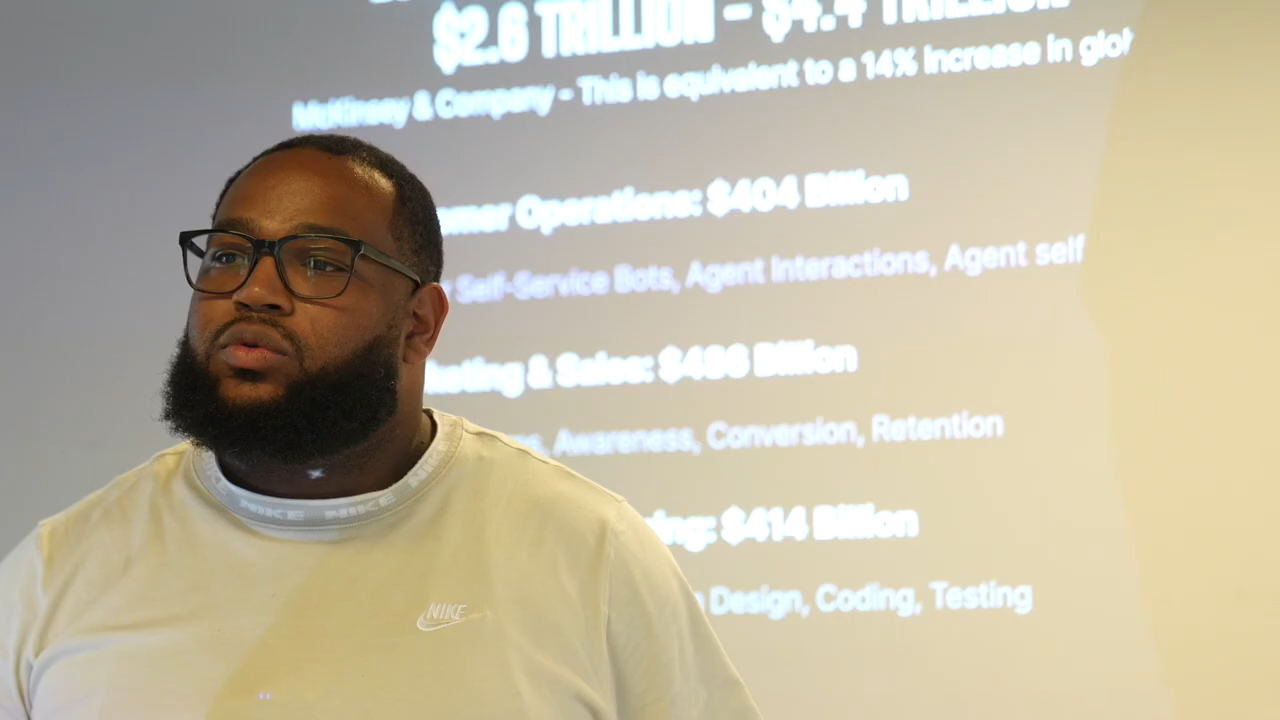 $2.6 TRILLION - $4.4 TRILLION
McKinsey & Company - This is equivalent to a 14% increase in glob
omer Operations: $404 Billion
Self-Service Bots, Agent Interactions, Agent self
keting & Sales: $486 Billion
, Awareness, Conversion, Retention
ing: $414 Billion
Design, Coding, Testing
NIKE NIKE NIKE
NIKE